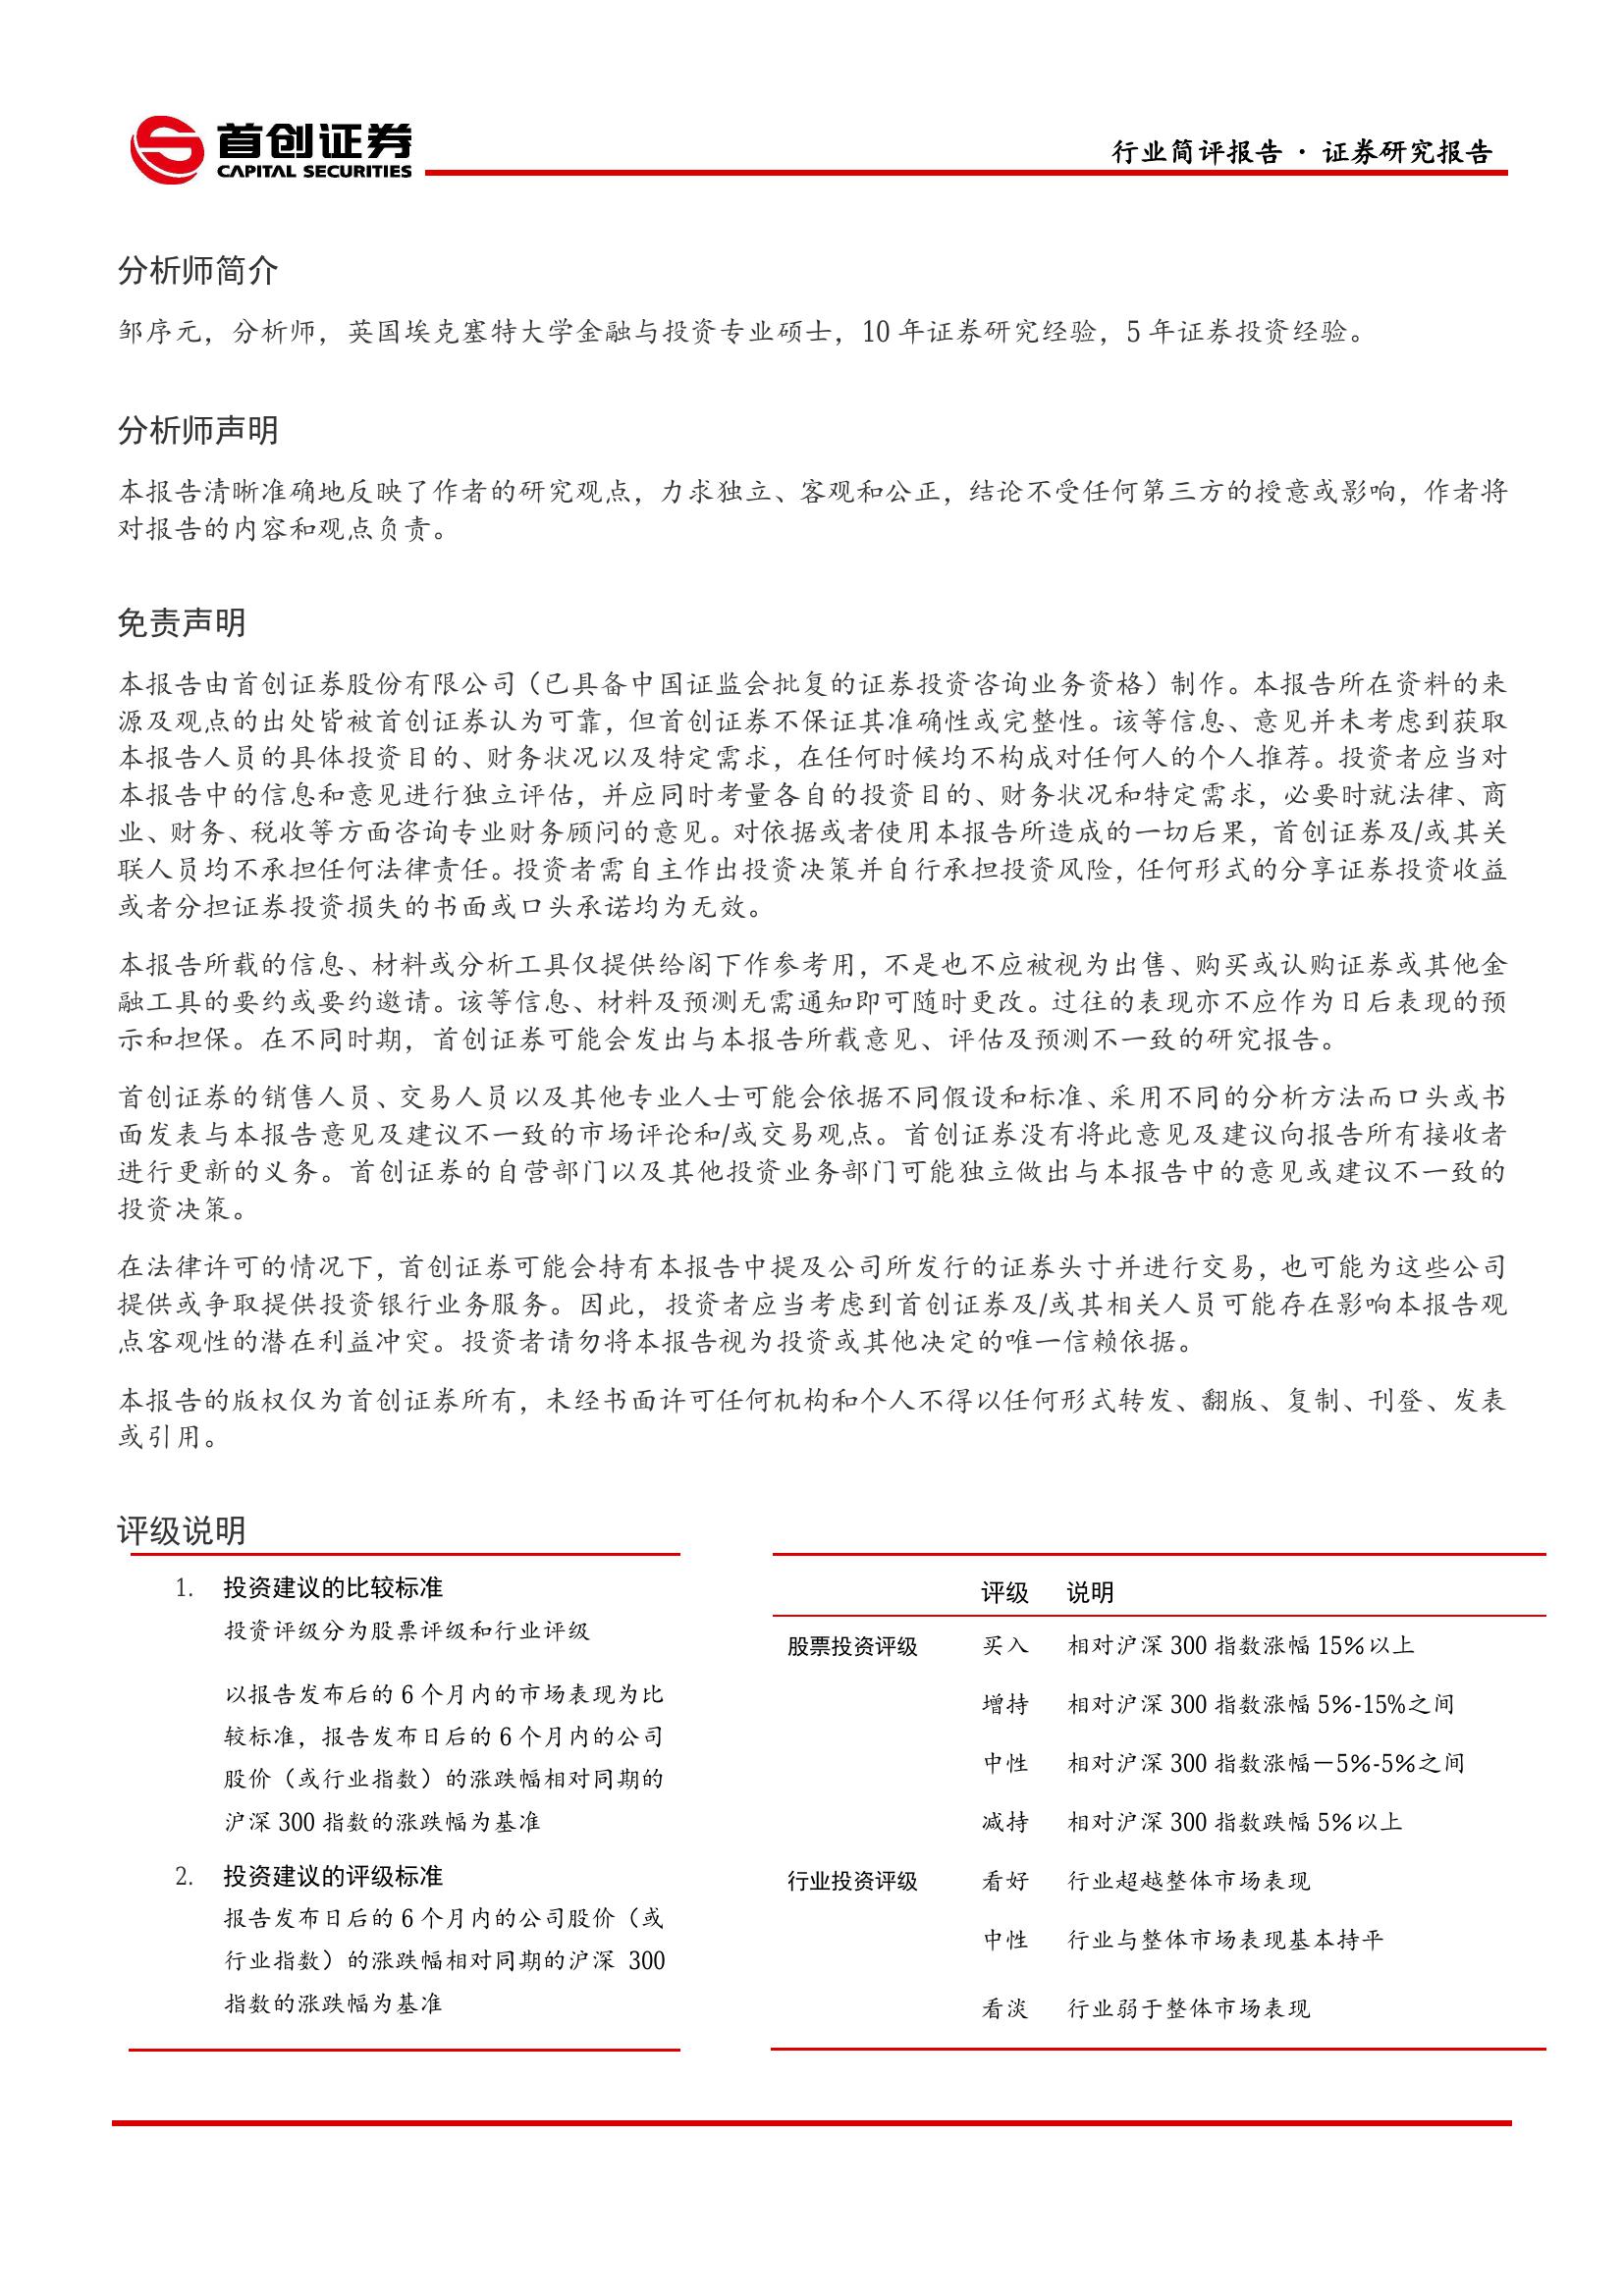 首创证券
CAPITAL SECURITIES
行业简评报告 · 证券研究报告
分析师简介
邹序元，分析师，英国埃克塞特大学金融与投资专业硕士，10 年证券研究经验，5 年证券投资经验。
分析师声明
本报告清晰准确地反映了作者的研究观点，力求独立、客观和公正，结论不受任何第三方的授意或影响，作者将
对报告的内容和观点负责。
免责声明
本报告由首创证券股份有限公司（已具备中国证监会批复的证券投资咨询业务资格）制作。本报告所在资料的来
源及观点的出处皆被首创证券认为可靠，但首创证券不保证其准确性或完整性。该等信息、意见并未考虑到获取
本报告人员的具体投资目的、财务状况以及特定需求，在任何时候均不构成对任何人的个人推荐。投资者应当对
本报告中的信息和意见进行独立评估，并应同时考量各自的投资目的、财务状况和特定需求，必要时就法律、商
业、财务、税收等方面咨询专业财务顾问的意见。对依据或者使用本报告所造成的一切后果，首创证券及/或其关
联人员均不承担任何法律责任。投资者需自主作出投资决策并自行承担投资风险，任何形式的分享证券投资收益
或者分担证券投资损失的书面或口头承诺均为无效。
本报告所载的信息、材料或分析工具仅提供给阁下作参考用，不是也不应被视为出售、购买或认购证券或其他金
融工具的要约或要约邀请。该等信息、材料及预测无需通知即可随时更改。过往的表现亦不应作为日后表现的预
示和担保。在不同时期，首创证券可能会发出与本报告所载意见、评估及预测不一致的研究报告。
首创证券的销售人员、交易人员以及其他专业人士可能会依据不同假设和标准、采用不同的分析方法而口头或书
面发表与本报告意见及建议不一致的市场评论和/或交易观点。首创证券没有将此意见及建议向报告所有接收者
进行更新的义务。首创证券的自营部门以及其他投资业务部门可能独立做出与本报告中的意见或建议不一致的
投资决策。
在法律许可的情况下，首创证券可能会持有本报告中提及公司所发行的证券头寸并进行交易，也可能为这些公司
提供或争取提供投资银行业务服务。因此，投资者应当考虑到首创证券及/或其相关人员可能存在影响本报告观
点客观性的潜在利益冲突。投资者请勿将本报告视为投资或其他决定的唯一信赖依据。
本报告的版权仅为首创证券所有，未经书面许可任何机构和个人不得以任何形式转发、翻版、复制、刊登、发表
或引用。
评级说明
1. 投资建议的比较标准
投资评级分为股票评级和行业评级
以报告发布后的 6 个月内的市场表现为比
较标准，报告发布日后的 6 个月内的公司
股价（或行业指数）的涨跌幅相对同期的
沪深 300 指数的涨跌幅为基准
2. 投资建议的评级标准
报告发布日后的 6 个月内的公司股价（或
行业指数）的涨跌幅相对同期的沪深 300
指数的涨跌幅为基准
评级 说明
股票投资评级 买入 相对沪深 300 指数涨幅 15%以上
增持 相对沪深 300 指数涨幅 5%-15%之间
中性 相对沪深 300 指数涨幅－5%-5%之间
减持 相对沪深 300 指数跌幅 5%以上
行业投资评级 看好 行业超越整体市场表现
中性 行业与整体市场表现基本持平
看淡 行业弱于整体市场表现